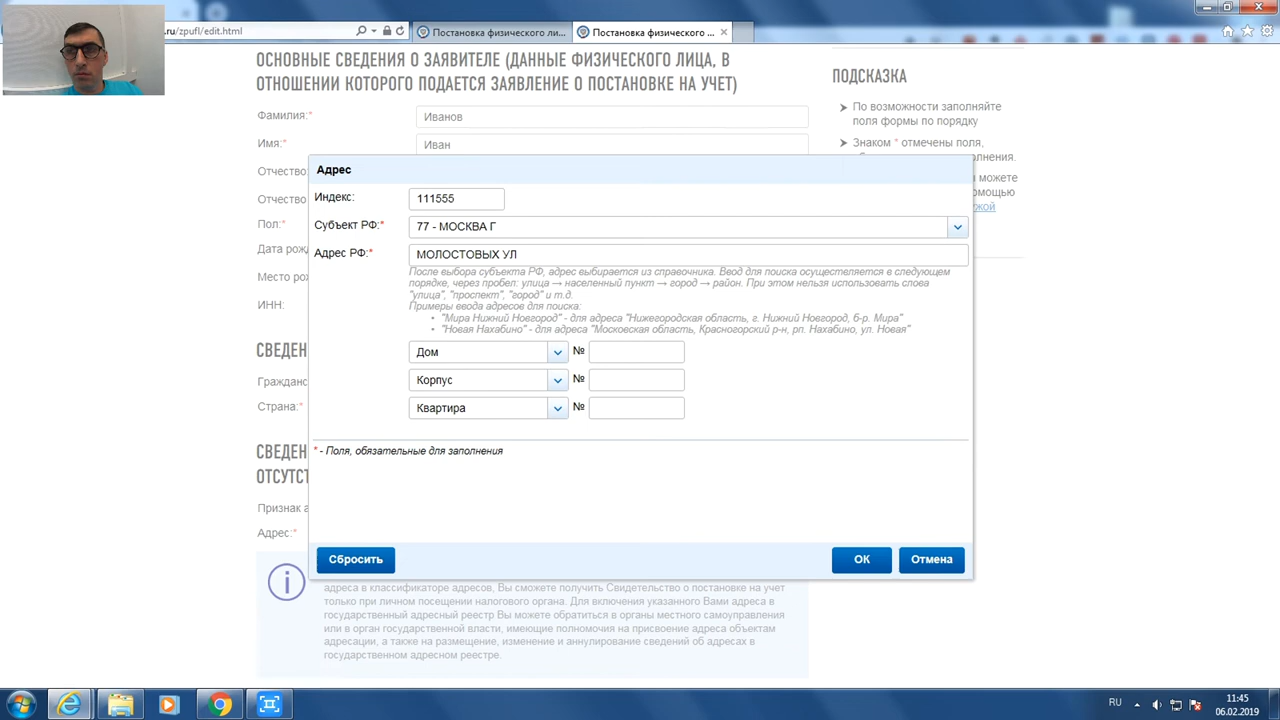 .ru/zpufl/edit.html
Постановка физического ли...
Постановка физического ...
ОСНОВНЫЕ СВЕДЕНИЯ О ЗАЯВИТЕЛЕ (ДАННЫЕ ФИЗИЧЕСКОГО ЛИЦА, В
ОТНОШЕНИИ КОТОРОГО ПОДАЕТСЯ ЗАЯВЛЕНИЕ О ПОСТАНОВКЕ НА УЧЕТ)
ПОДСКАЗКА
По возможности заполняйте
поля формы по порядку
Знаком * отмечены поля,
Фамилия:* Иванов
Имя:* Иван
Отчество:
Отчество
Пол:*
Дата рожд
Место рож
ИНН:
Адрес
Индекс: 111555
Субъект РФ:* 77 - МОСКВА Г
Адрес РФ:* МОЛОСТОВЫХ УЛ
После выбора субъекта РФ, адрес выбирается из справочника. Ввод для поиска осуществляется в следующем
порядке, через пробел: улица → населенный пункт → город → район. При этом нельзя использовать слова
"улица", "проспект", "город" и т.д.
Примеры ввода адресов для поиска:
• "Мира Нижний Новгород" - для адреса "Нижегородская область, г. Нижний Новгород, б-р. Мира"
• "Новая Нахабино" - для адреса "Московская область, Красногорский р-н, рп. Нахабино, ул. Новая"
Дом №
Корпус №
Квартира №
* - Поля, обязательные для заполнения
Сбросить ОК Отмена
СВЕДЕН
Гражданс
Страна:*
СВЕДЕН
ОТСУТС
Признак а
Адрес:*
адреса в классификаторе адресов, Вы сможете получить Свидетельство о постановке на учет
только при личном посещении налогового органа. Для включения указанного Вами адреса в
государственный адресный реестр Вы можете обратиться в органы местного самоуправления
или в орган государственной власти, имеющие полномочия на присвоение адреса объектам
адресации, а также на размещение, изменение и аннулирование сведений об адресах в
государственном адресном реестре.
RU
11:45
06.02.2019